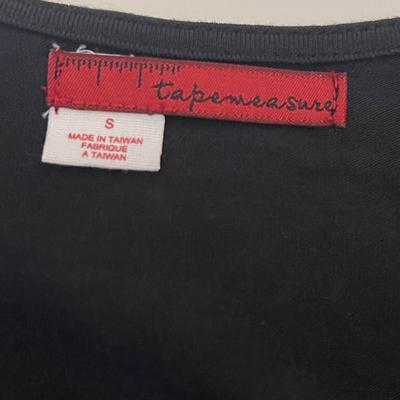 tapemeasure
S
MADE IN TAIWAN
FABRIQUE
A TAIWAN